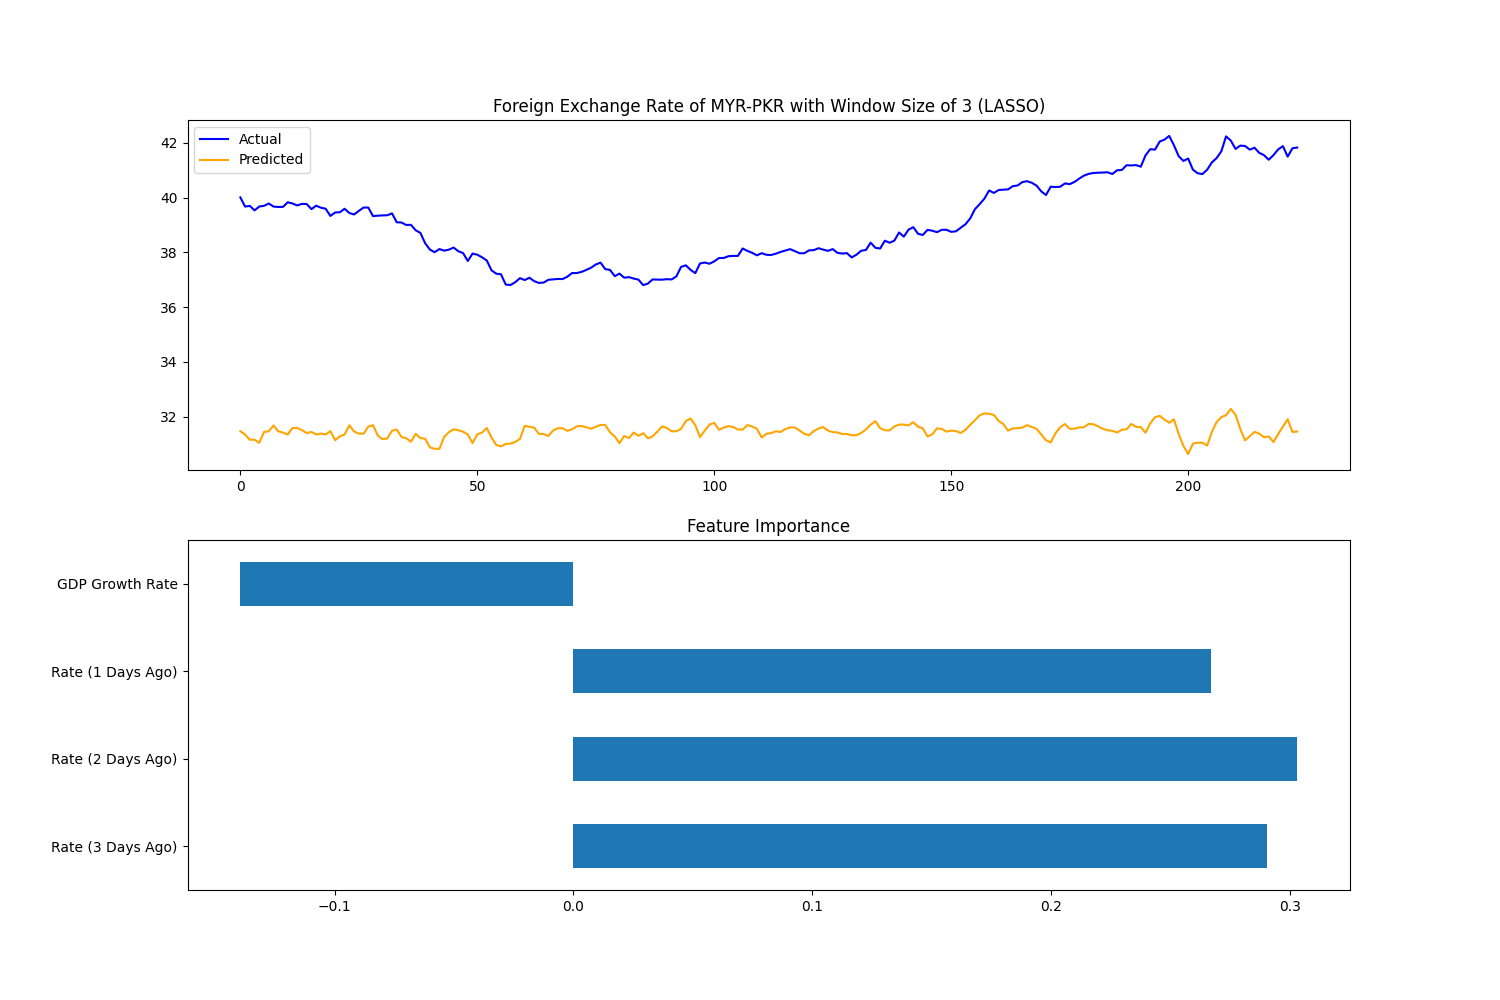 Foreign Exchange Rate of MYR-PKR with Window Size of 3 (LASSO)
Actual
Predicted
42
40
38
36
34
32
0 50 100 150 200
Feature Importance
GDP Growth Rate
Rate (1 Days Ago)
Rate (2 Days Ago)
Rate (3 Days Ago)
−0.1 0.0 0.1 0.2 0.3